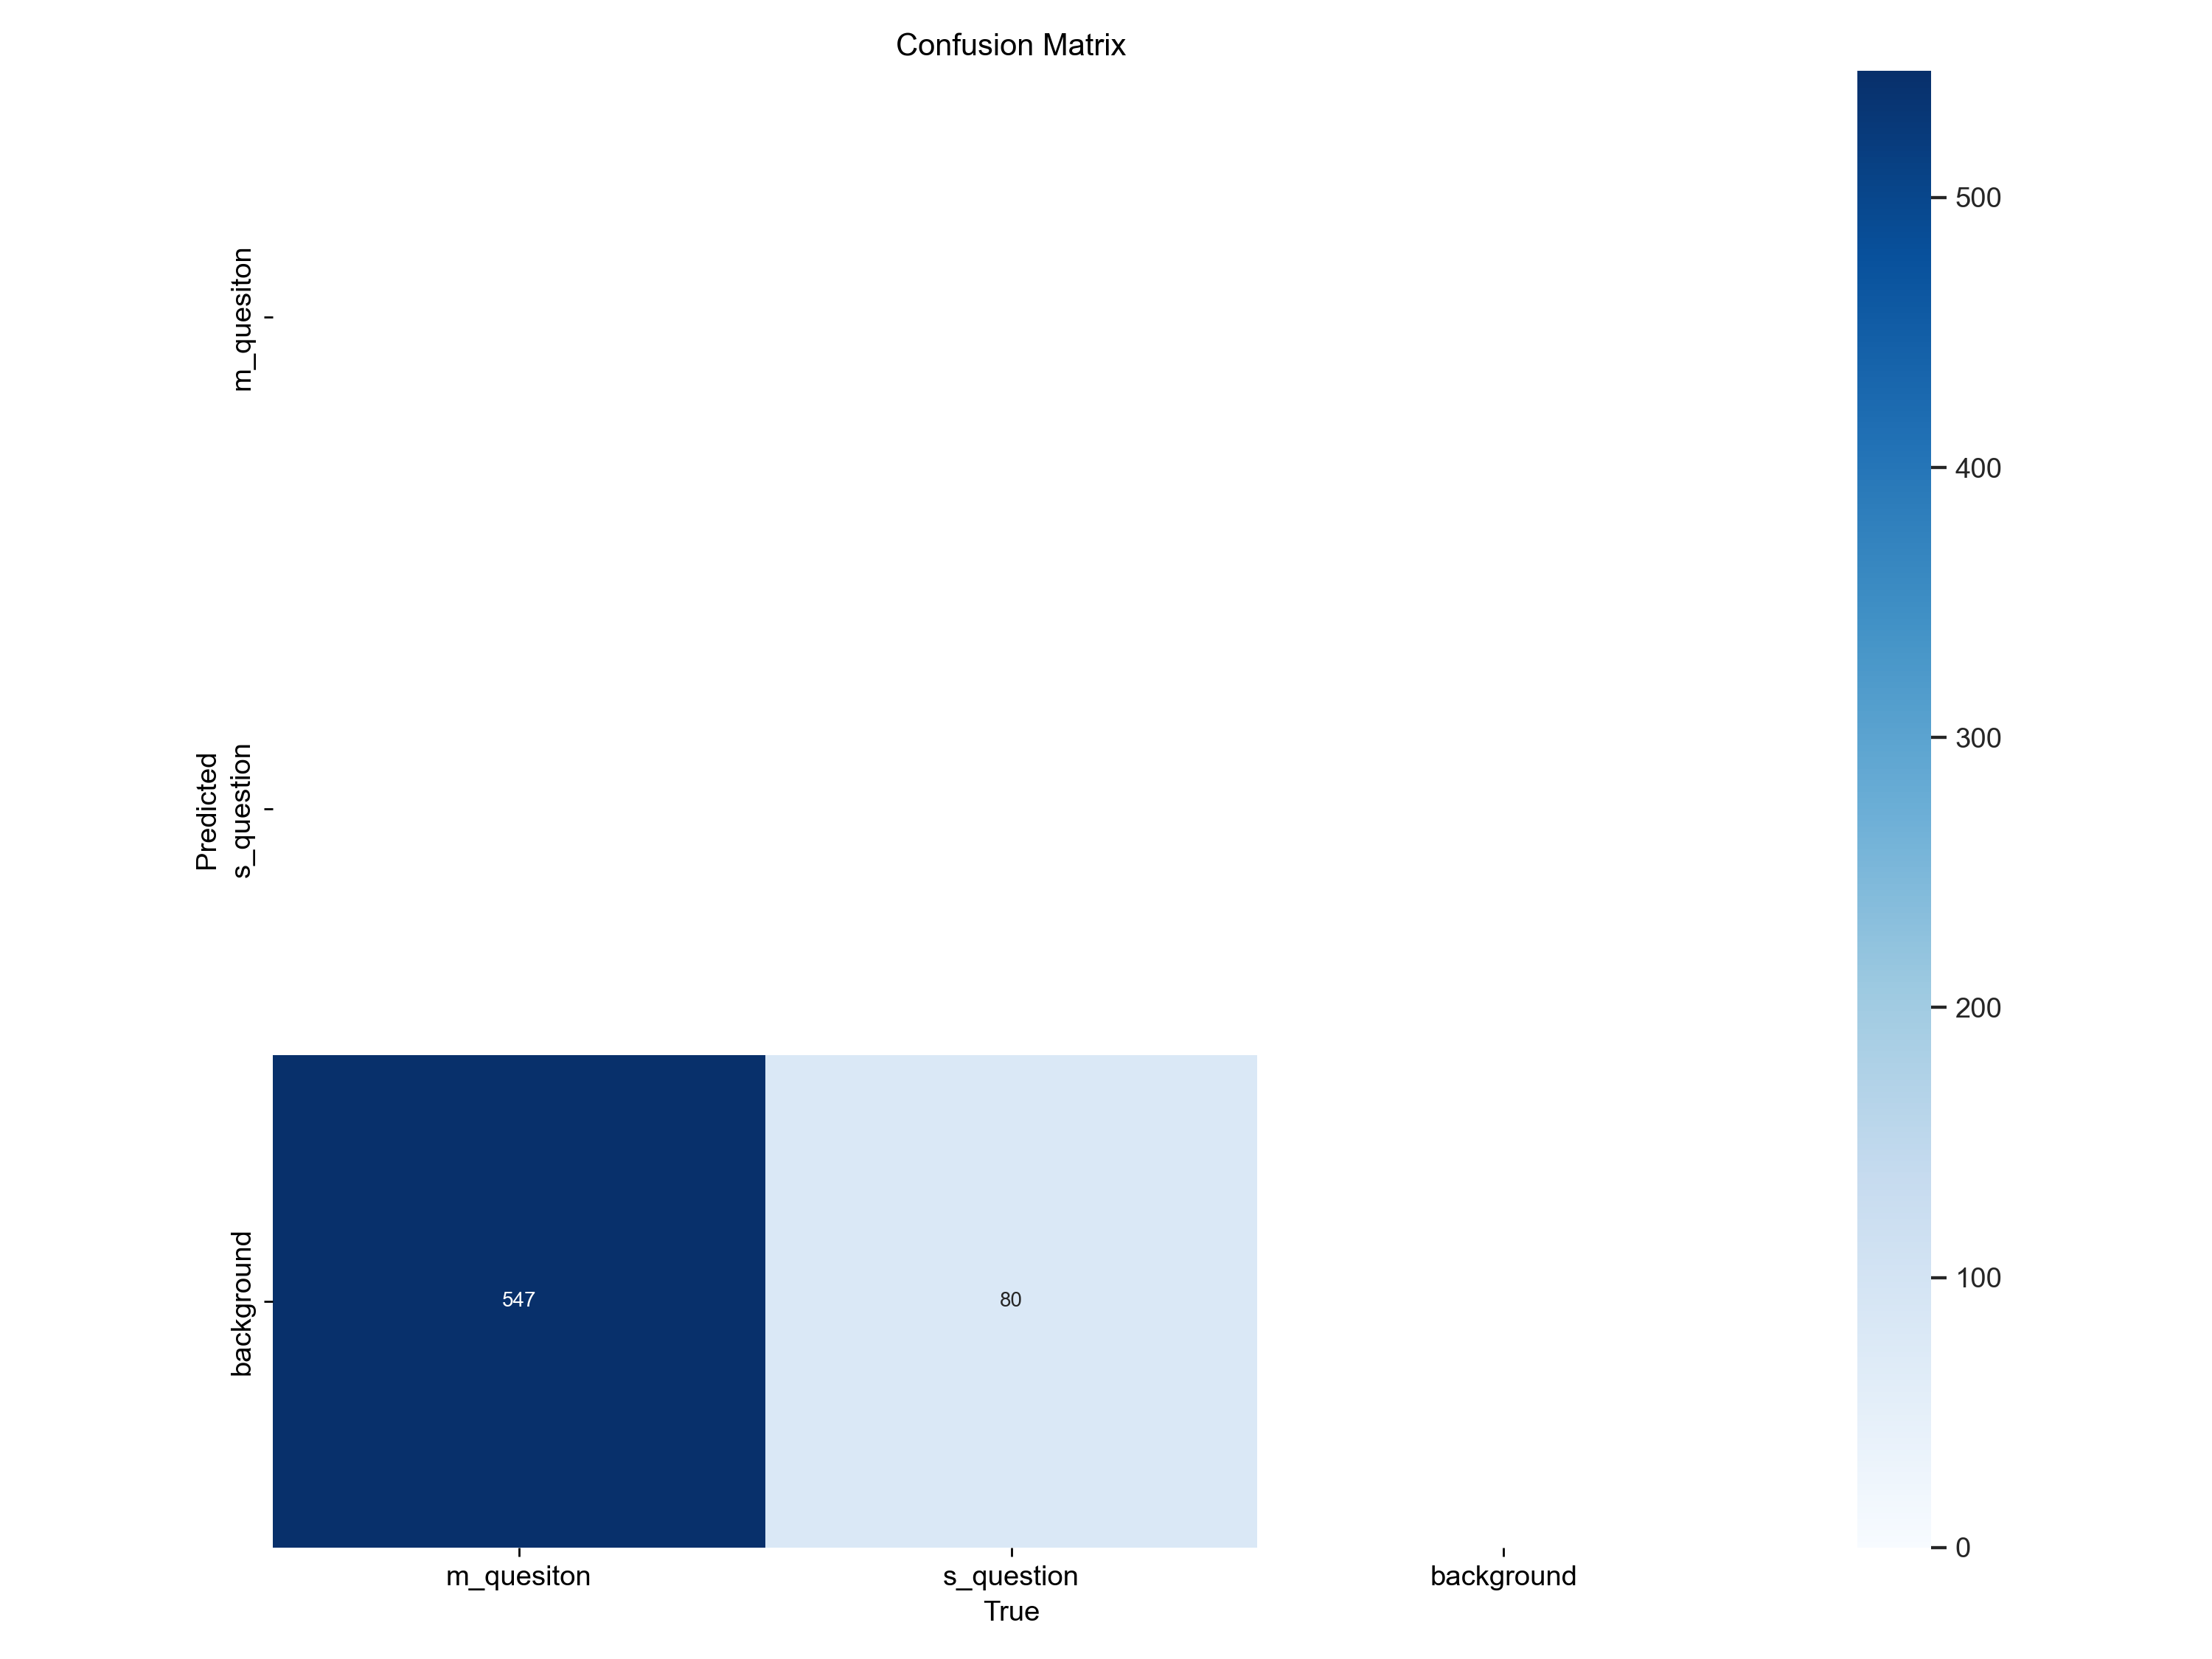 Confusion Matrix
m_quesiton
s_question
background
Predicted
547
80
m_quesiton
s_question
background
True
500
400
300
200
100
0